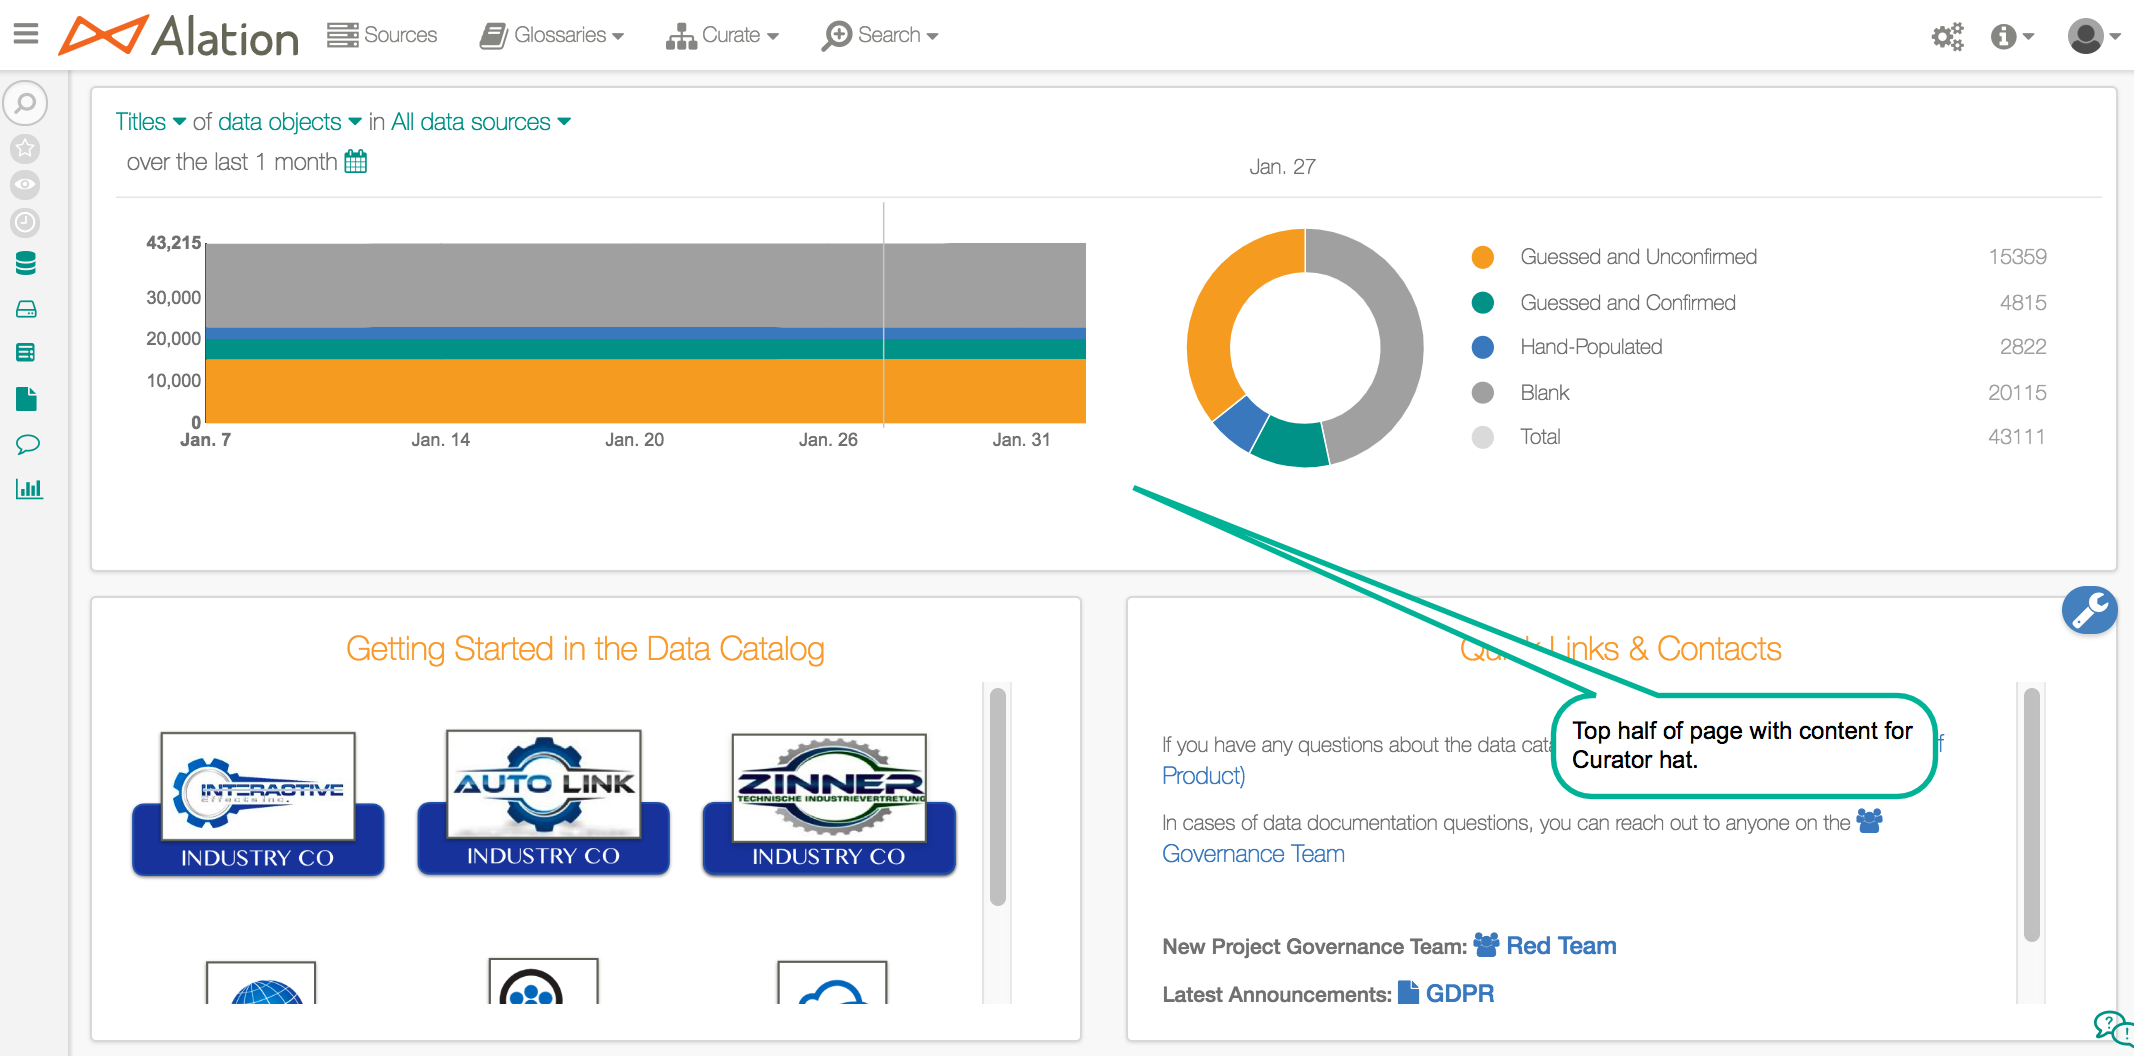 Alation Sources Glossaries Curate Search
Titles of data objects in All data sources
over the last 1 month
Jan. 27
43,215
30,000
20,000
10,000
0
Jan. 7 Jan. 14 Jan. 20 Jan. 26 Jan. 31
Guessed and Unconfirmed 15359
Guessed and Confirmed 4815
Hand-Populated 2822
Blank 20115
Total 43111
Getting Started in the Data Catalog
INTERACTIVE
effects inc.
INDUSTRY CO
AUTO LINK
INDUSTRY CO
ZINNER
TECHNISCHE INDUSTRIEVERTRETUNG
INDUSTRY CO
Quick Links & Contacts
Top half of page with content for
Curator hat.
If you have any questions about the data
Product)
In cases of data documentation questions, you can reach out to anyone on the
Governance Team
New Project Governance Team: Red Team
Latest Announcements: GDPR